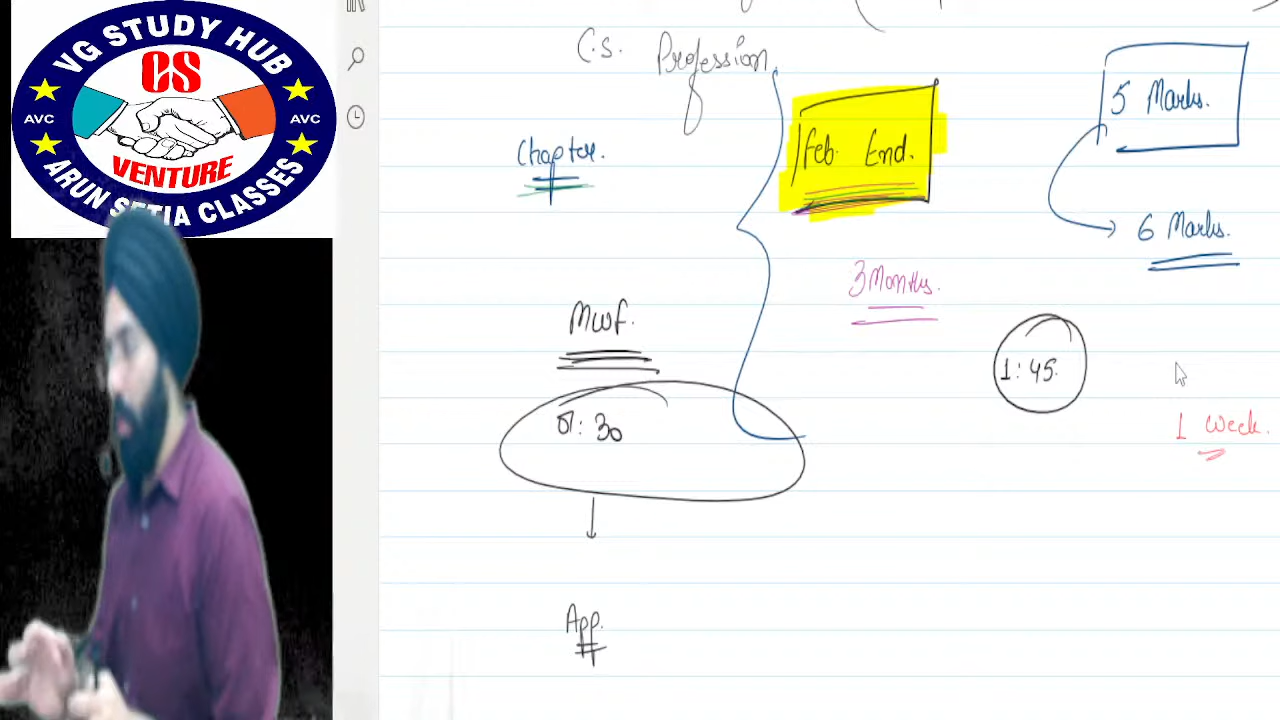 VG STUDY HUB
CS
AVC
AVC
VENTURE
ARUN SETIA CLASSES
C.S. Profession
5 Marks.
Chapter.
Feb. End.
6 Marks.
3 Months.
Mwf.
1:45.
: 30
1 week.
App.